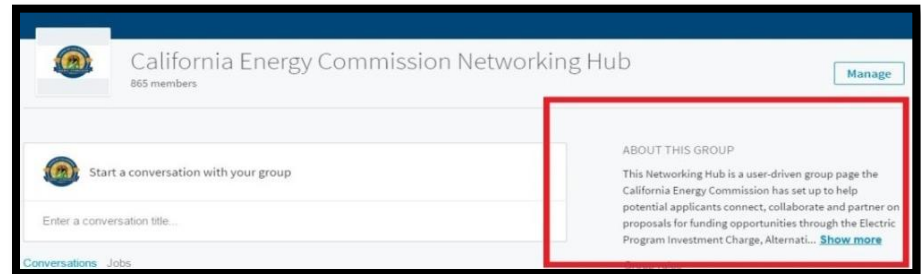 California Energy Commission Networking Hub
865 members
Manage
Start a conversation with your group
Enter a conversation title...
Conversations Jobs
ABOUT THIS GROUP
This Networking Hub is a user-driven group page the
California Energy Commission has set up to help
potential applicants connect, collaborate and partner on
proposals for funding opportunities through the Electric
Program Investment Charge, Alternati... Show more